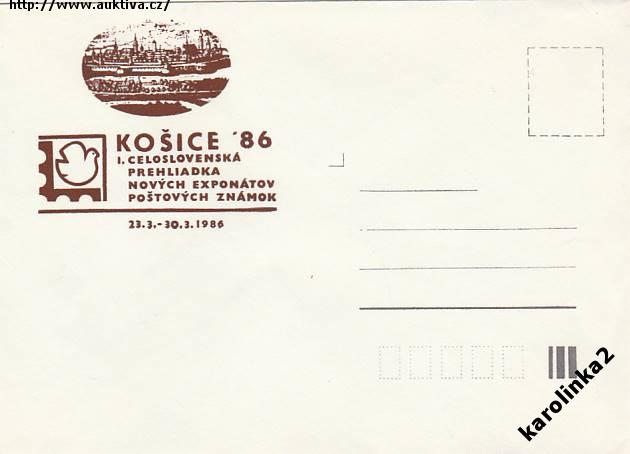 http://www.auktiva.cz/
KOŠICE ´86
I. CELOSLOVENSKÁ
PREHLIADKA
NOVÝCH EXPONÁTOV
POŠTOVÝCH ZNÁMOK
23.3.-30.3.1986
karolinka2